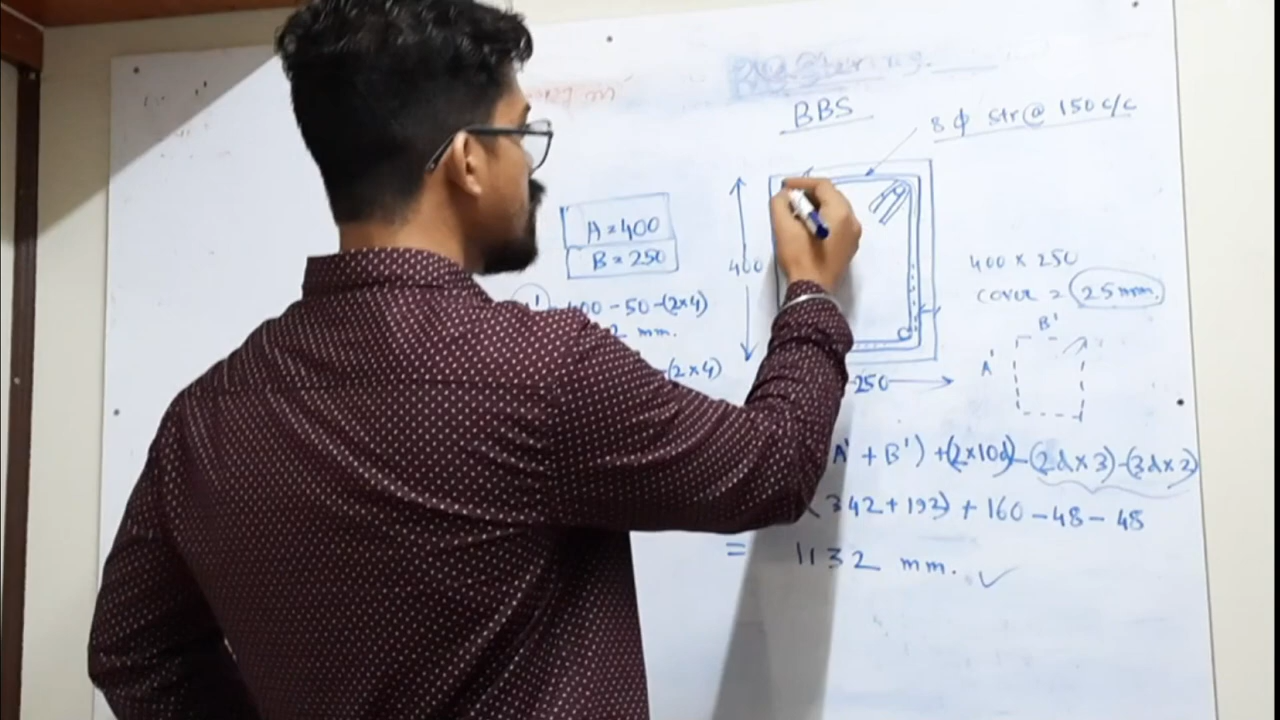 BBS
8 ϕ Str @ 150 c/c
A = 400
B = 250
400 - 50 - (2×4)
mm.
(2×4)
400
250
400 × 250
cover = 25 mm.
B'
A'
A' + B') + (2×10d) - (2d×3) - (3d×2)
(342+192) + 160 - 48 - 48
= 1132 mm. ✓